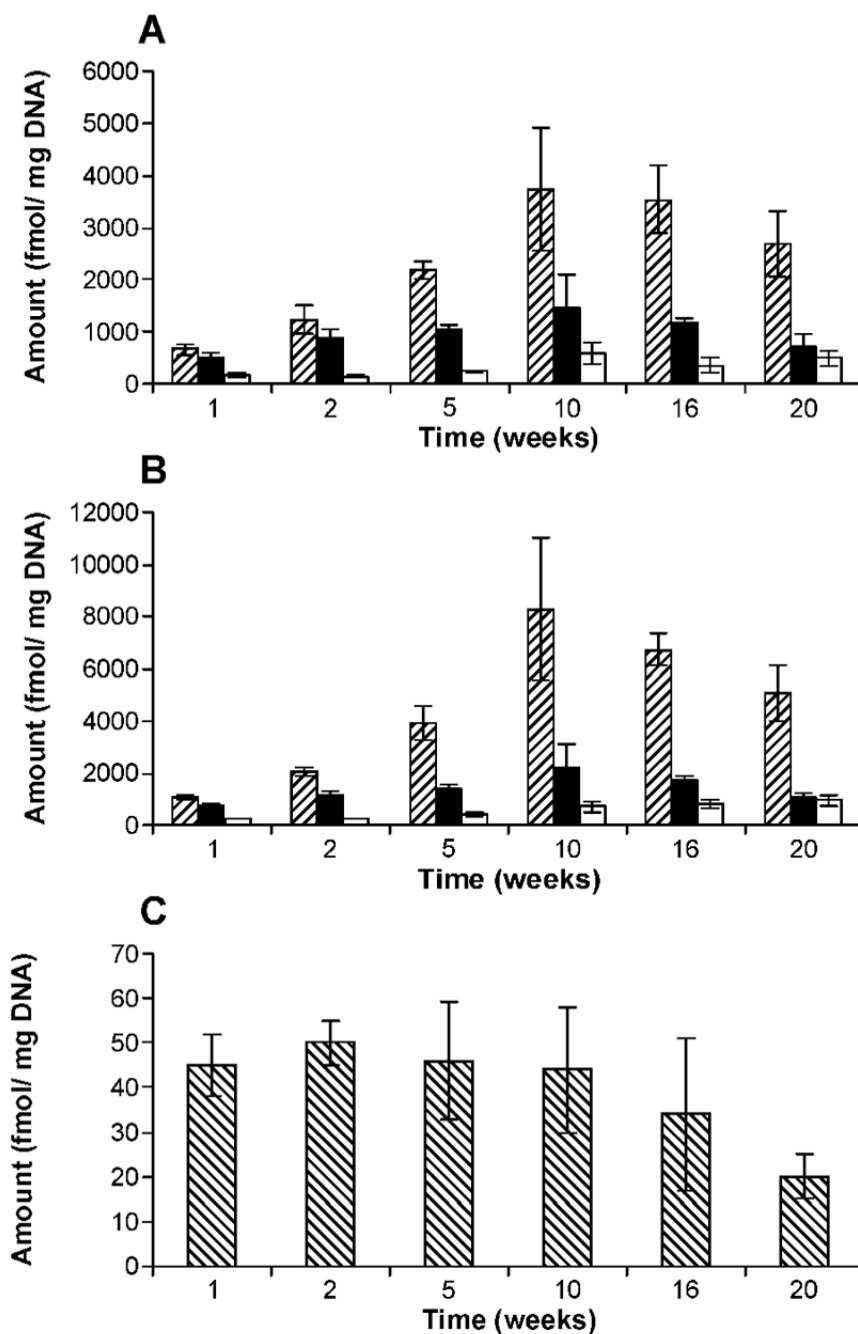 A
Amount (fmol/ mg DNA)
6000
5000
4000
3000
2000
1000
0
1 2 5 10 16 20
Time (weeks)
B
Amount (fmol/ mg DNA)
12000
10000
8000
6000
4000
2000
0
1 2 5 10 16 20
Time (weeks)
C
Amount (fmol/ mg DNA)
70
60
50
40
30
20
10
0
1 2 5 10 16 20
Time (weeks)